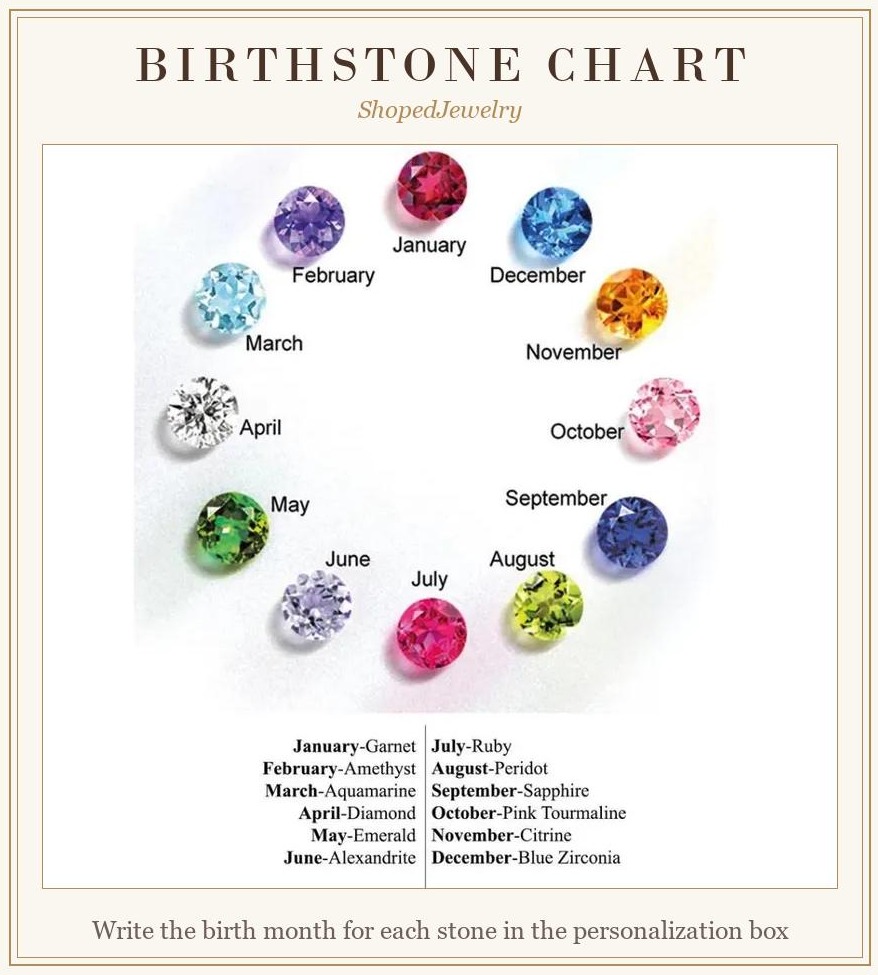 BIRTHSTONE CHART
ShopedJewelry
January
February
December
March
November
April
October
May
September
June
August
July
January-Garnet
February-Amethyst
March-Aquamarine
April-Diamond
May-Emerald
June-Alexandrite
July-Ruby
August-Peridot
September-Sapphire
October-Pink Tourmaline
November-Citrine
December-Blue Zirconia
Write the birth month for each stone in the personalization box